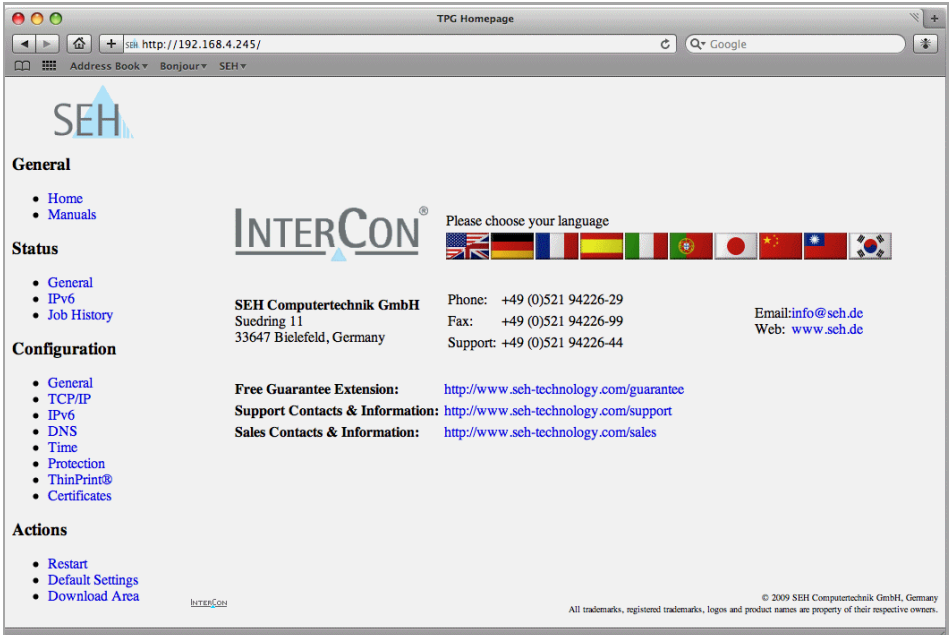 TPG Homepage
SEH http://192.168.4.245/
Google
Address Book Bonjour SEH
SEH
General
Home
Manuals
Status
General
IPv6
Job History
Configuration
General
TCP/IP
IPv6
DNS
Time
Protection
ThinPrint®
Certificates
Actions
Restart
Default Settings
Download Area
INTERCON®
Please choose your language
SEH Computertechnik GmbH
Suedring 11
33647 Bielefeld, Germany
Phone: +49 (0)521 94226-29
Fax: +49 (0)521 94226-99
Support: +49 (0)521 94226-44
Email:info@seh.de
Web: www.seh.de
Free Guarantee Extension: http://www.seh-technology.com/guarantee
Support Contacts & Information: http://www.seh-technology.com/support
Sales Contacts & Information: http://www.seh-technology.com/sales
INTERCON
© 2009 SEH Computertechnik GmbH, Germany
All trademarks, registered trademarks, logos and product names are property of their respective owners.